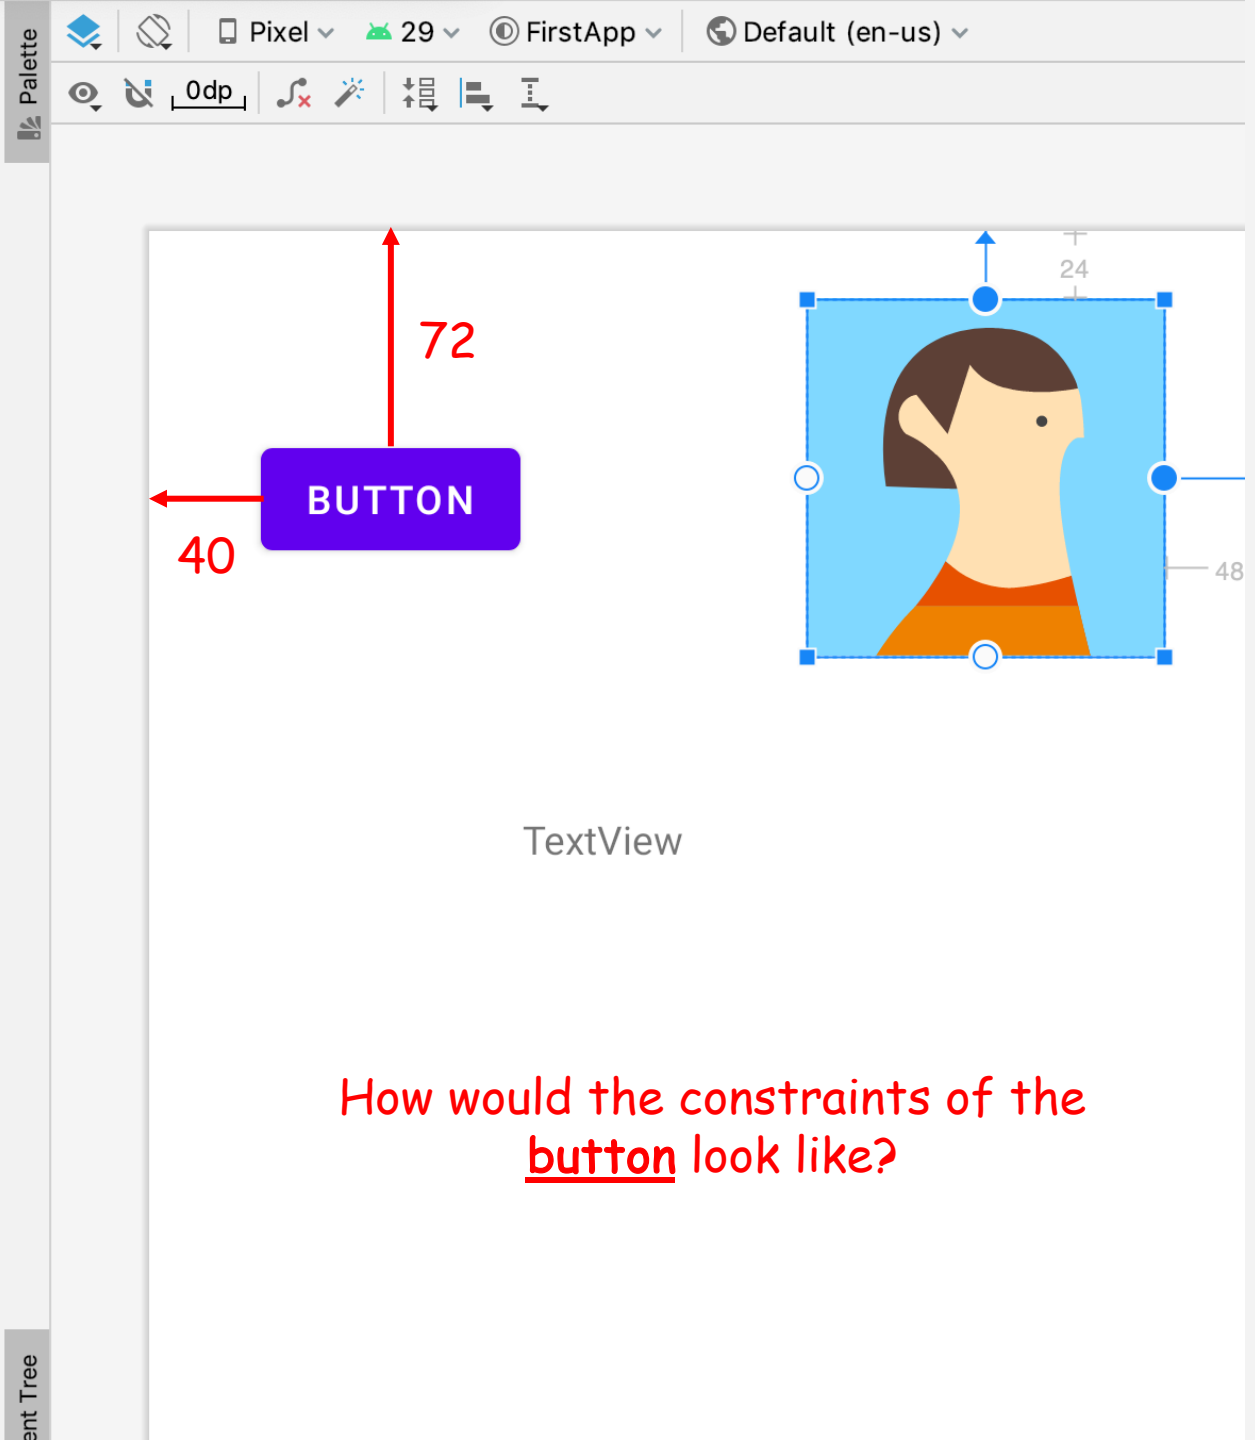 Palette
Pixel
29
FirstApp
Default (en-us)
0dp
24
72
BUTTON
40
48
TextView
How would the constraints of the
button look like?
ent Tree